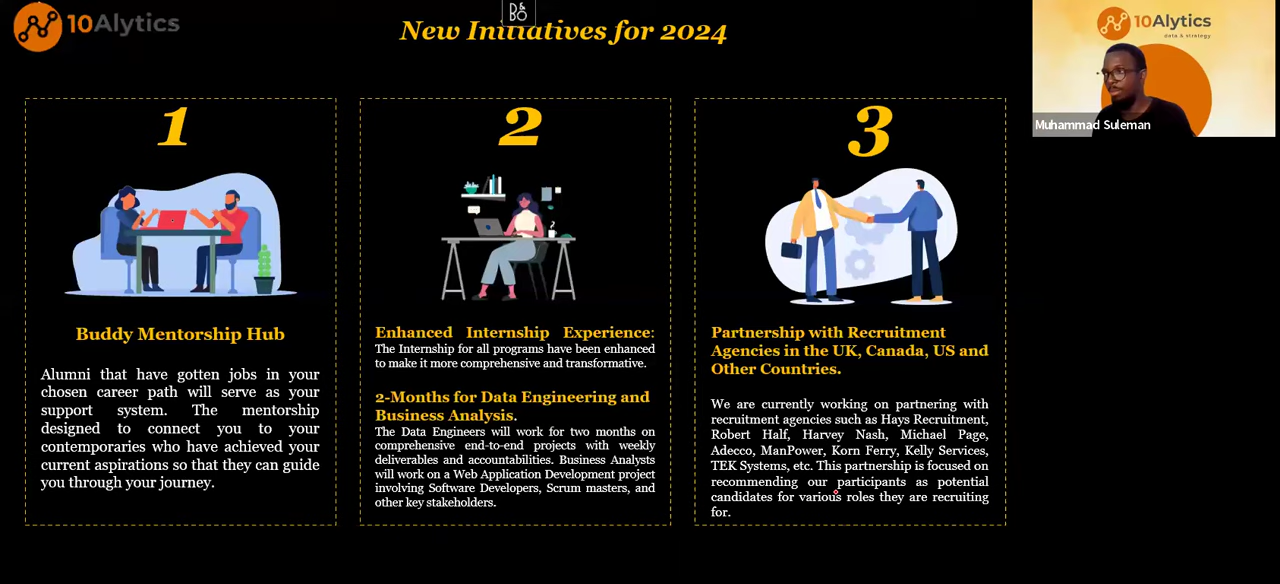 10Alytics
B&O
New Initiatives for 2024
10Alytics
data & strategy
Muhammad Suleman
1
Buddy Mentorship Hub
Alumni that have gotten jobs in your
chosen career path will serve as your
support system. The mentorship
designed to connect you to your
contemporaries who have achieved your
current aspirations so that they can guide
you through your journey.
2
Enhanced Internship Experience:
The Internship for all programs have been enhanced
to make it more comprehensive and transformative.
2-Months for Data Engineering and
Business Analysis.
The Data Engineers will work for two months on
comprehensive end-to-end projects with weekly
deliverables and accountabilities. Business Analysts
will work on a Web Application Development project
involving Software Developers, Scrum masters, and
other key stakeholders.
3
Partnership with Recruitment
Agencies in the UK, Canada, US and
Other Countries.
We are currently working on partnering with
recruitment agencies such as Hays Recruitment,
Robert Half, Harvey Nash, Michael Page,
Adecco, ManPower, Korn Ferry, Kelly Services,
TEK Systems, etc. This partnership is focused on
recommending our participants as potential
candidates for various roles they are recruiting
for.